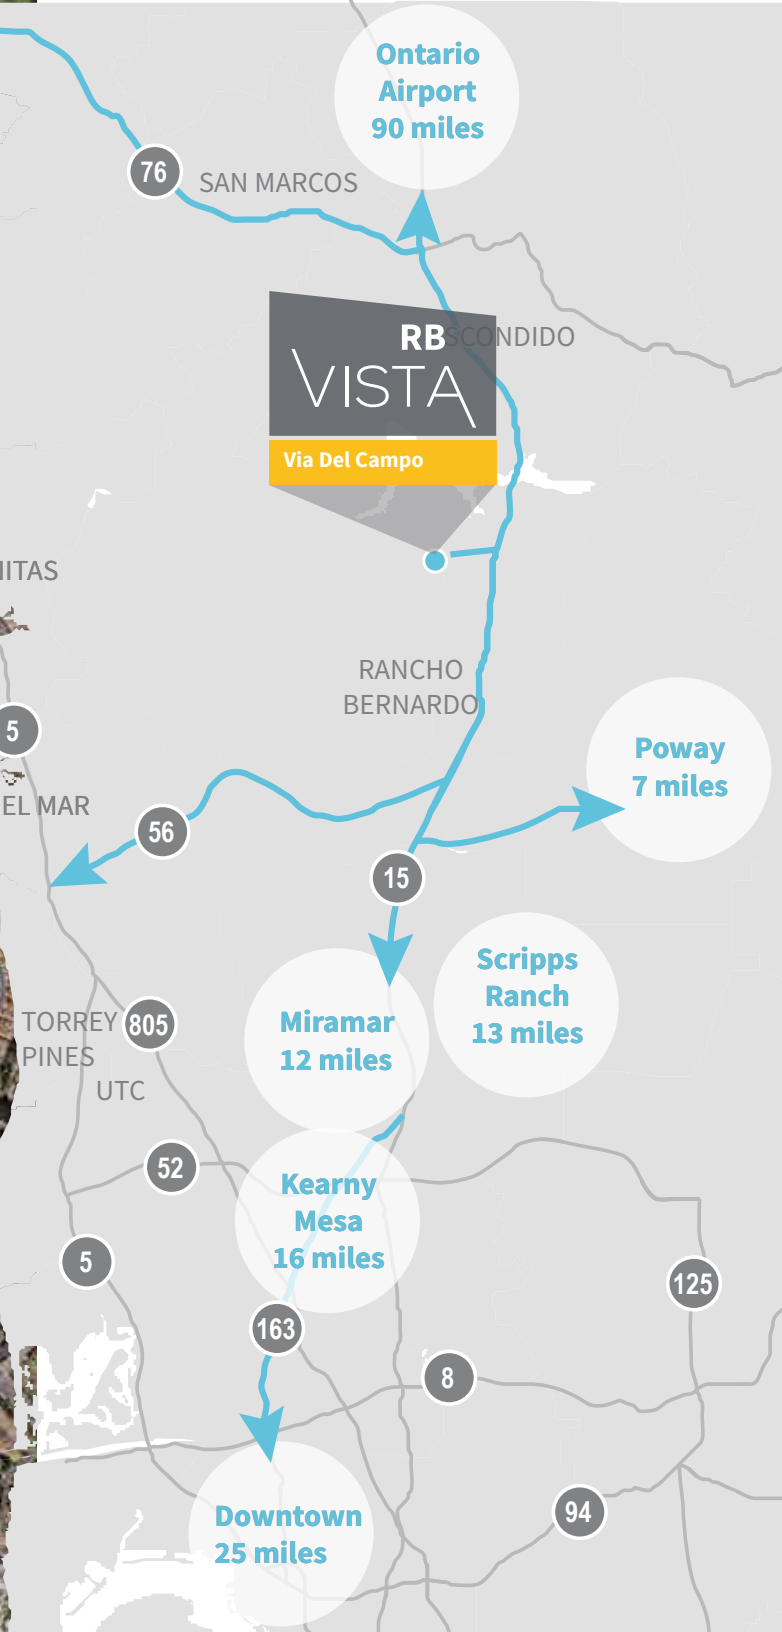 Ontario
Airport
90 miles
76
SAN MARCOS
RB
SCONDIDO
VISTA
Via Del Campo
IITAS
RANCHO
BERNARDO
5
Poway
7 miles
EL MAR
56
15
Scripps
Ranch
13 miles
Miramar
12 miles
TORREY
PINES
805
UTC
52
Kearny
Mesa
16 miles
5
125
163
8
94
Downtown
25 miles